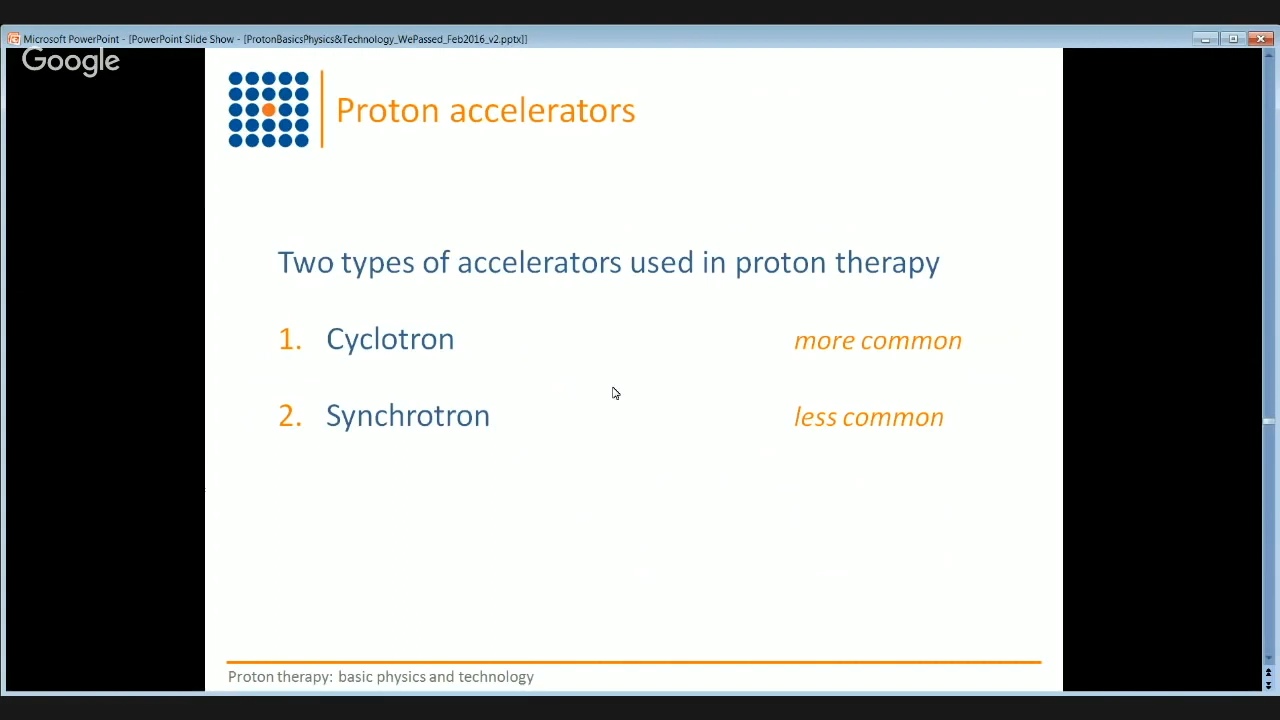 Microsoft PowerPoint - [PowerPoint Slide Show - [ProtonBasicsPhysics&Technology_WePassed_Feb2016_v2.pptx]]
Google
Proton accelerators
Two types of accelerators used in proton therapy
1. Cyclotron more common
2. Synchrotron less common
Proton therapy: basic physics and technology